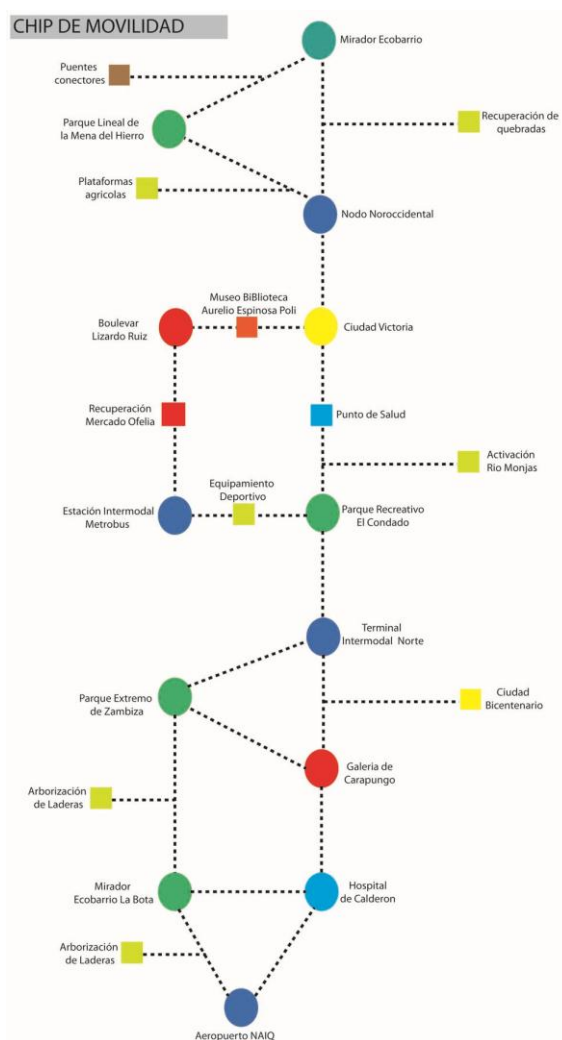 CHIP DE MOVILIDAD
Mirador Ecobarrio
Puentes
conectores
Parque Lineal de
la Mena del Hierro
Recuperación de
quebradas
Plataformas
agricolas
Nodo Noroccidental
Museo BiBlioteca
Aurelio Espinosa Poli
Boulevar
Lizardo Ruiz
Ciudad Victoria
Recuperación
Mercado Ofelia
Punto de Salud
Activación
Rio Monjas
Equipamiento
Deportivo
Estación Intermodal
Metrobus
Parque Recreativo
El Condado
Terminal
Intermodal Norte
Parque Extremo
de Zambiza
Ciudad
Bicentenario
Galeria de
Carapungo
Arborización
de Laderas
Mirador
Ecobarrio La Bota
Hospital
de Calderon
Arborización
de Laderas
Aeropuerto NAIQ